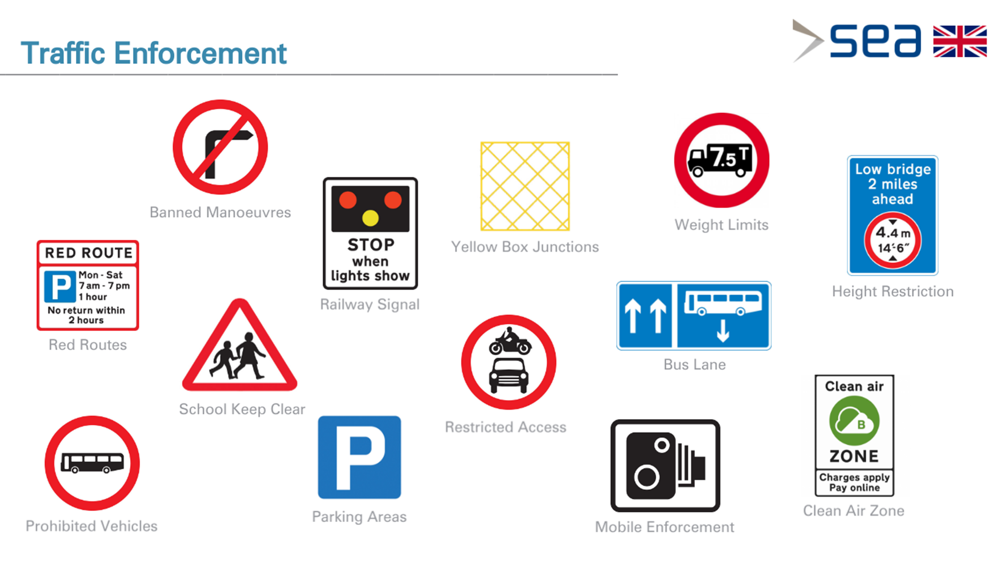 Traffic Enforcement
sea
Banned Manoeuvres
RED ROUTE
P
Mon - Sat
7 am - 7 pm
1 hour
No return within
2 hours
Red Routes
STOP
when
lights show
Railway Signal
Yellow Box Junctions
7.5T
Weight Limits
Low bridge
2 miles
ahead
4.4 m
14'-6"
Height Restriction
School Keep Clear
Restricted Access
Bus Lane
Prohibited Vehicles
P
Parking Areas
Mobile Enforcement
Clean air
B
ZONE
Charges apply
Pay online
Clean Air Zone